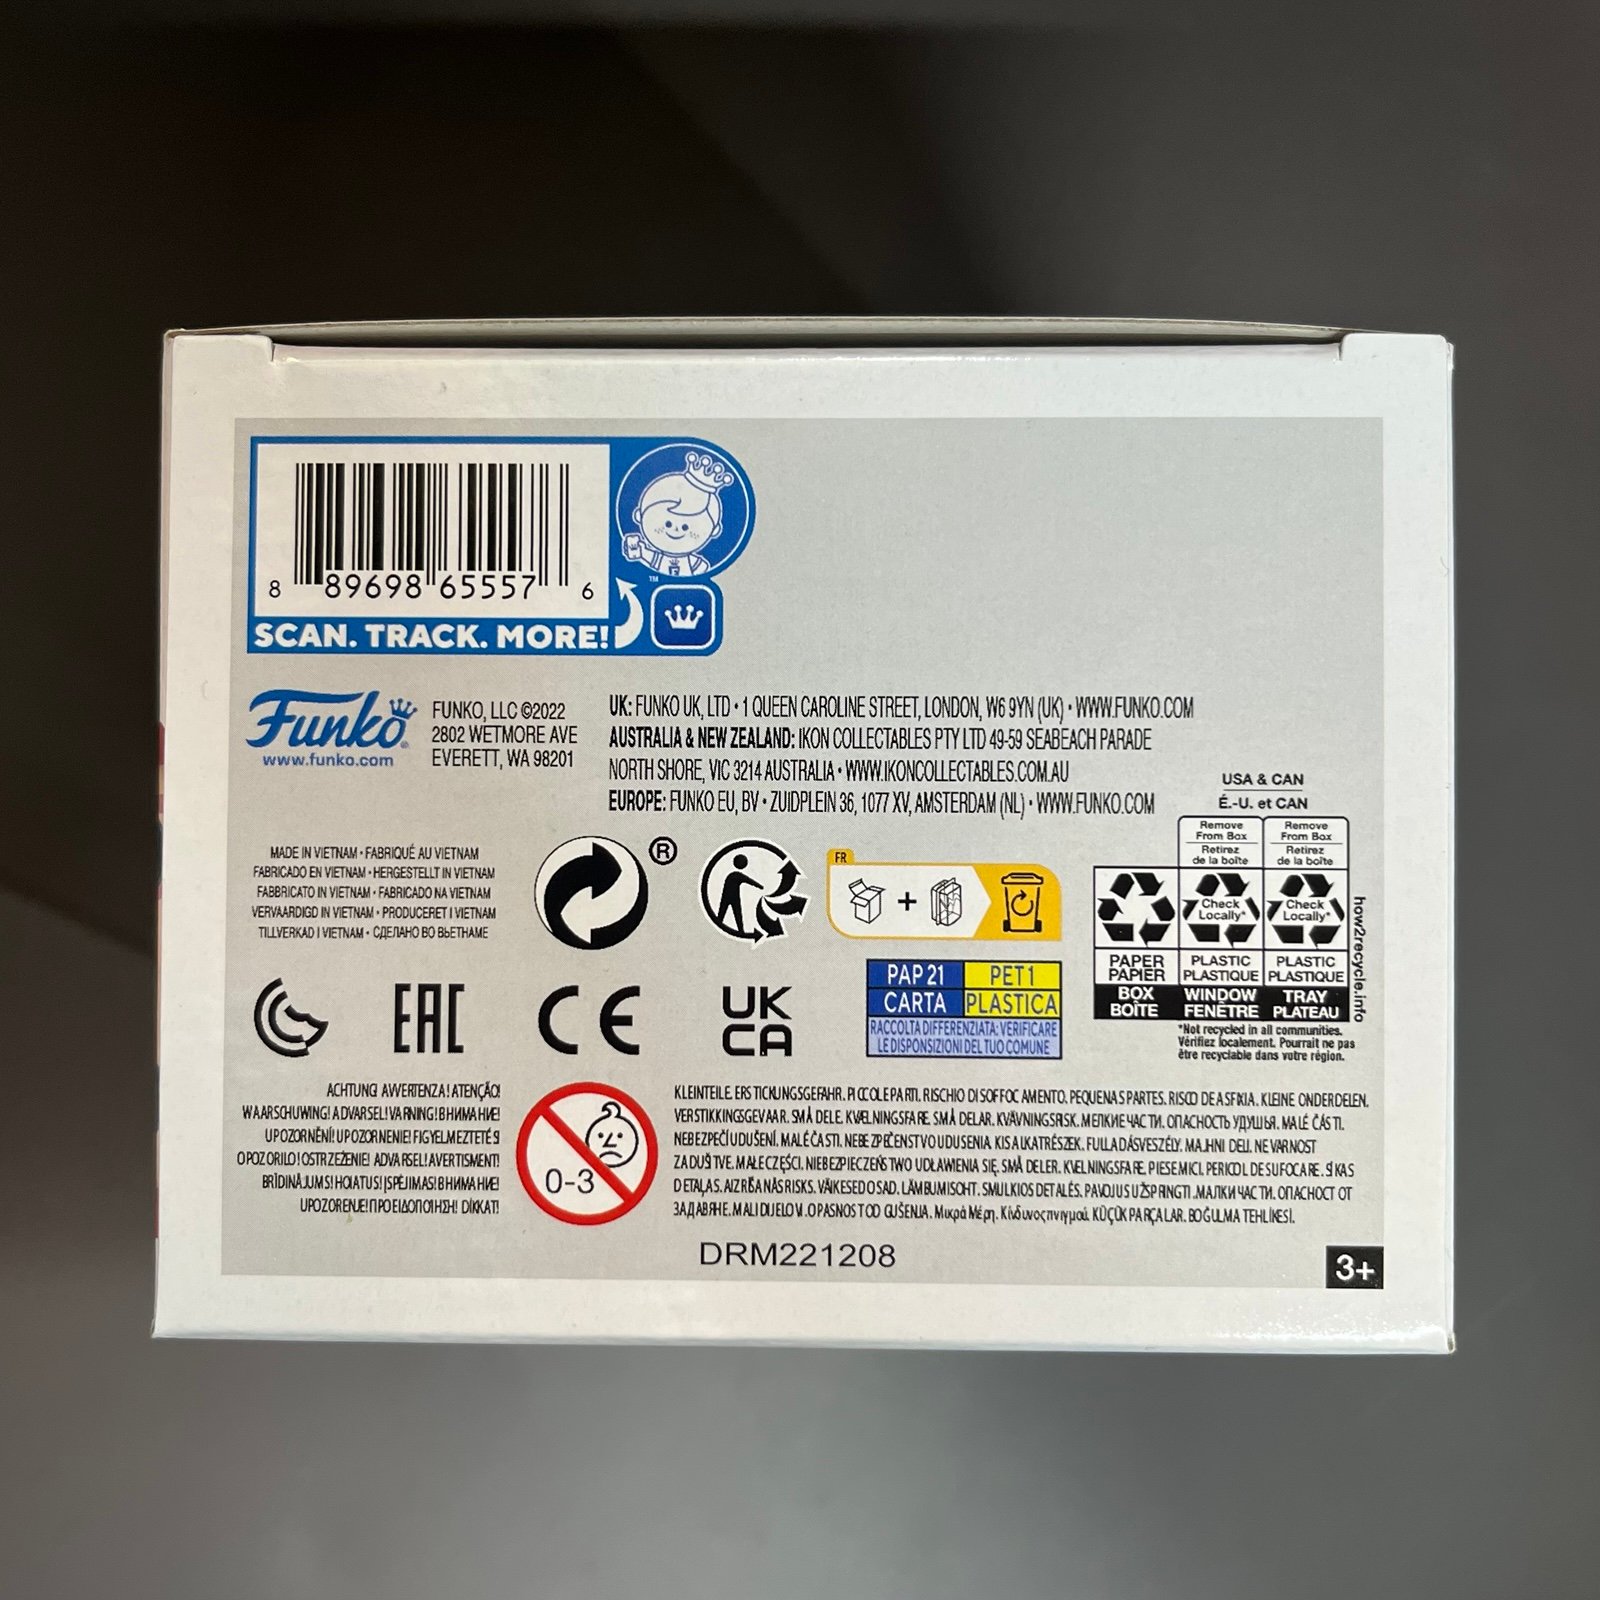 8 89698 65557 6
SCAN. TRACK. MORE!
™
Funko®
www.funko.com
FUNKO, LLC ©2022
2802 WETMORE AVE
EVERETT, WA 98201
UK: FUNKO UK, LTD • 1 QUEEN CAROLINE STREET, LONDON, W6 9YN (UK) • WWW.FUNKO.COM
AUSTRALIA & NEW ZEALAND: IKON COLLECTABLES PTY LTD 49-59 SEABEACH PARADE
NORTH SHORE, VIC 3214 AUSTRALIA • WWW.IKONCOLLECTABLES.COM.AU
EUROPE: FUNKO EU, BV • ZUIDPLEIN 36, 1077 XV, AMSTERDAM (NL) • WWW.FUNKO.COM
MADE IN VIETNAM • FABRIQUÉ AU VIETNAM
FABRICADO EN VIETNAM • HERGESTELLT IN VIETNAM
FABBRICATO IN VIETNAM • FABRICADO NA VIETNAM
VERVAARDIGD IN VIETNAM • PRODUCERET I VIETNAM
TILLVERKAD I VIETNAM • СДЕЛАНО ВО ВЬЕТНАМЕ
®
FR
+
USA & CAN
É.-U. et CAN
Remove From Box
Retirez de la boîte
Remove From Box
Retirez de la boîte
Check Locally*
Check Locally*
PAPER PAPIER
PLASTIC PLASTIQUE
PLASTIC PLASTIQUE
BOX BOÎTE
WINDOW FENÊTRE
TRAY PLATEAU
how2recycle.info
*Not recycled in all communities.
Vérifiez localement. Pourrait ne pas
être recyclable dans votre région.
EAC
CE
UK
CA
PAP 21 PET 1
CARTA PLASTICA
RACCOLTA DIFFERENZIATA: VERIFICARE
LE DISPONSIZIONI DEL TUO COMUNE
ACHTUNG! AVVERTENZA! ATENÇÃO!
WAARSCHUWING! ADVARSEL! VARNING! ВНИМАНИЕ!
UPOZORNĚNI! UPOZORNENIE! FIGYELMEZTETÉS!
OPOZORILO! OSTRZEŻENIE! ADVARSEL! AVERTISMENT!
BRĪDINĀJUMS! HOIATUS! ĮSPĖJIMAS! ВНИМАНИЕ!
UPOZORENJE! ΠΡΟΕΙΔΟΠΟΙΗΣΗ! DİKKAT!
0-3
KLEINTEILE. ERSTICKUNGSGEFAHR. PICCOLE PARTI. RISCHIO DI SOFFOCAMENTO. PEQUENAS PARTES. RISCO DE ASFIXIA. KLEINE ONDERDELEN.
VERSTIKKINGSGEVAAR. SMÅ DELE. KVÆLNINGSFARE. SMÅ DELAR. KVÄVNINGSRISK. МЕЛКИЕ ЧАСТИ. ОПАСНОСТЬ УДУШЬЯ. MALÉ ČÁSTI.
NEBEZPEČÍ UDUŠENÍ. MALÉ ČASTI. NEBEZPEČENSTVO UDUSENIA. KIS ALKATRÉSZEK. FULLADÁSVESZÉLY. MAJHNI DELI. NEVARNOST
ZADUŠITVE. MAŁE CZĘŚCI. NIEBEZPIECZEŃSTWO UDŁAWIENIA SIĘ. SMÅ DELER. KVELNINGSFARE. PIESE MICI. PERICOL DE SUFOCARE. SĪKAS
DETAĻAS. AIZRĪŠANĀS RISKS. VÄIKESED OSAD. LÄMBUMISOHT. SMULKIOS DETALĖS. PAVOJUS UŽSPRINGTI. МАЛКИ ЧАСТИ. ОПАСНОСТ ОТ
ЗАДАВЯНЕ. MALI DIJELOVI. OPASNOST OD GUŠENJA. Μικρά Μέρη. Κίνδυνος πνιγμού. KÜÇÜK PARÇALAR. BOĞULMA TEHLİKESİ.
DRM221208
3+